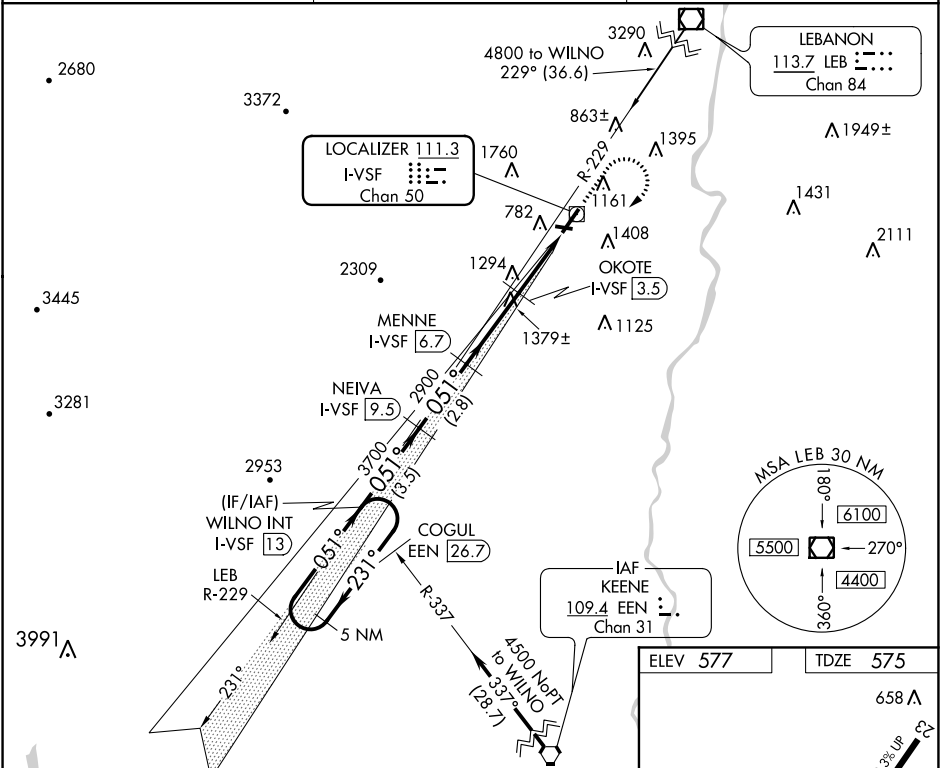 3290
LEBANON
113.7 LEB
Chan 84
4800 to WILNO
229° (36.6)
2680
3372
863±
1949±
1395
LOCALIZER 111.3
I-VSF
Chan 50
1760
R-229
1161
1431
782
1408
2111
2309
1294
OKOTE
I-VSF 3.5
3445
MENNE
I-VSF 6.7
1379±
1125
2900
051°
(2.8)
NEIVA
I-VSF 9.5
3281
3700
051°
(3.5)
2953
(IF/IAF)
WILNO INT
I-VSF 13
051°
231°
COGUL
EEN 26.7
MSA LEB 30 NM
180°
6100
5500
270°
4400
360°
LEB
R-229
R-337
IAF
KEENE
109.4 EEN
Chan 31
5 NM
3991
4500 NoPT
to WILNO
337°
(28.7)
231°
ELEV 577
TDZE 575
658
23
3% UP